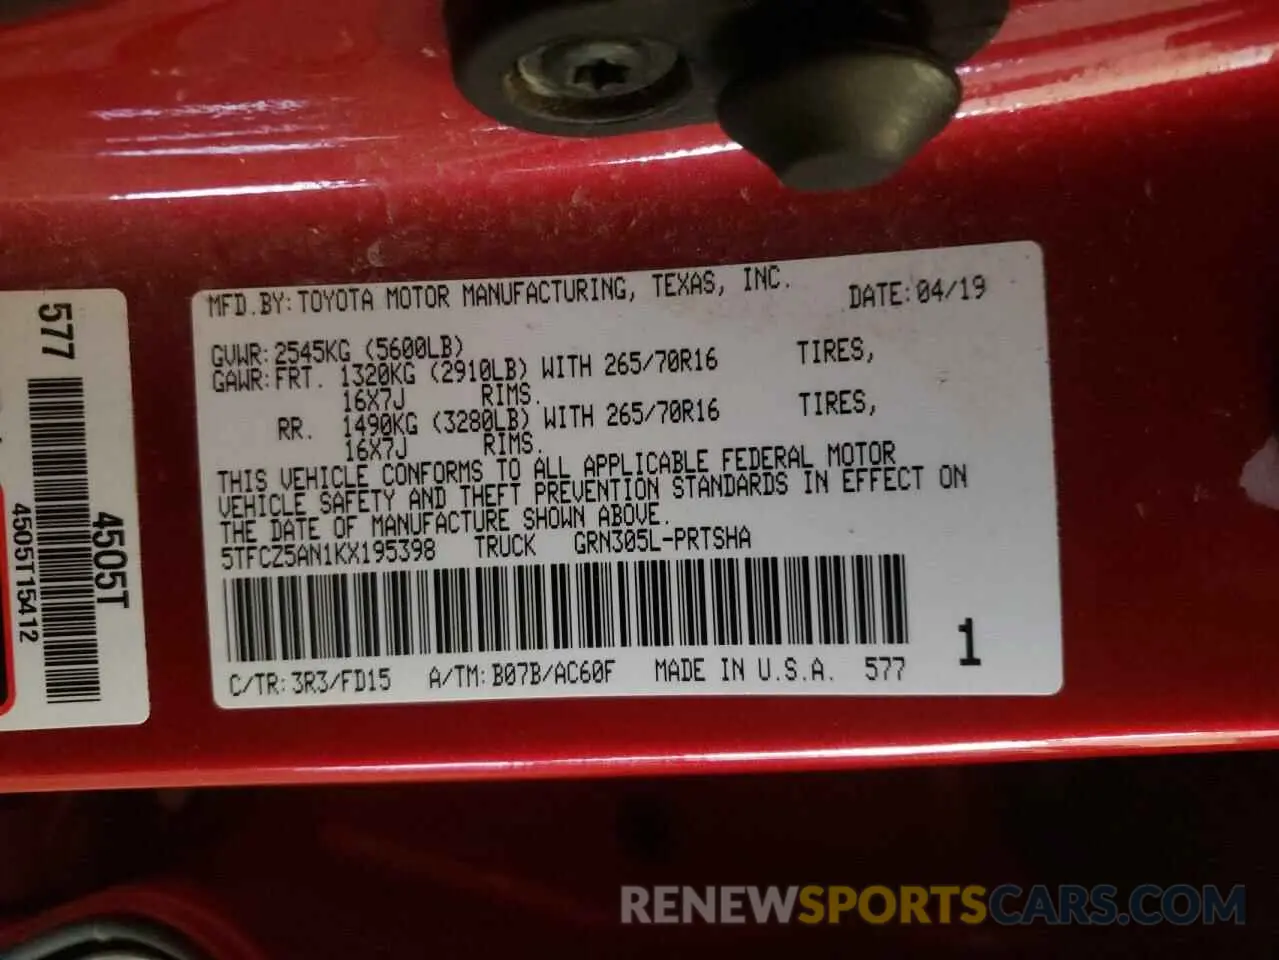 MFD.BY:TOYOTA MOTOR MANUFACTURING, TEXAS, INC. DATE:04/19
GVWR:2545KG (5600LB)
GAWR:FRT. 1320KG (2910LB) WITH 265/70R16 TIRES,
16X7J RIMS.
RR. 1490KG (3280LB) WITH 265/70R16 TIRES,
16X7J RIMS.
THIS VEHICLE CONFORMS TO ALL APPLICABLE FEDERAL MOTOR
VEHICLE SAFETY AND THEFT PREVENTION STANDARDS IN EFFECT ON
THE DATE OF MANUFACTURE SHOWN ABOVE.
5TFCZ5AN1KX195398 TRUCK GRN305L-PRTSHA
1
C/TR:3R3/FD15 A/TM:B07B/AC60F MADE IN U.S.A. 577
577
4505T
4505T15412
RENEWSPORTSCARS.COM